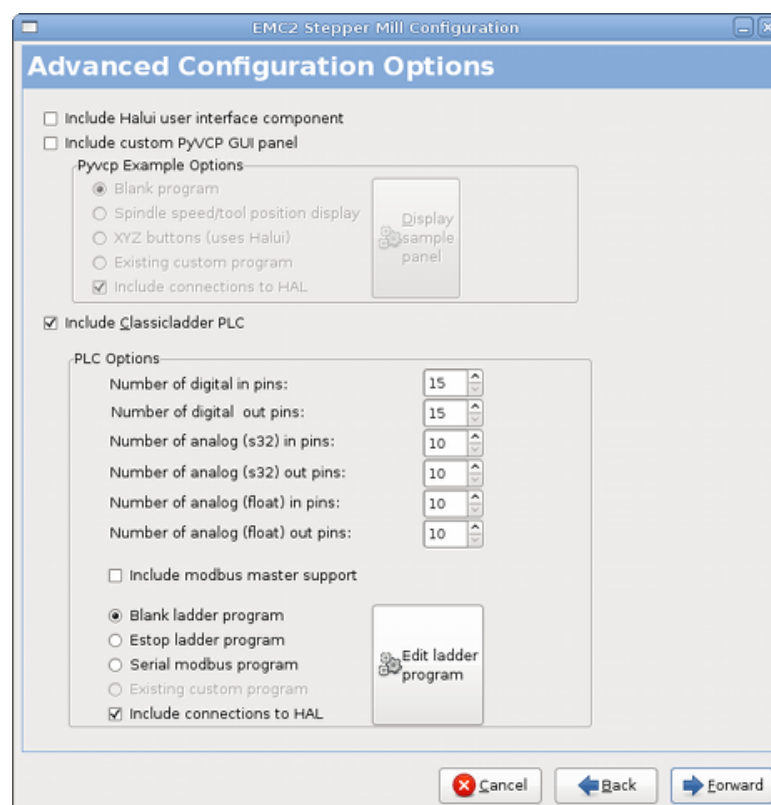 EMC2 Stepper Mill Configuration
Advanced Configuration Options
Include Halui user interface component
Include custom PyVCP GUI panel
Pyvcp Example Options
Blank program
Spindle speed/tool position display
XYZ buttons (uses Halui)
Existing custom program
Include connections to HAL
Display
sample
panel
Include Classicladder PLC
PLC Options
Number of digital in pins: 15
Number of digital out pins: 15
Number of analog (s32) in pins: 10
Number of analog (s32) out pins: 10
Number of analog (float) in pins: 10
Number of analog (float) out pins: 10
Include modbus master support
Blank ladder program
Estop ladder program
Serial modbus program
Existing custom program
Include connections to HAL
Edit ladder
program
Cancel Back Forward